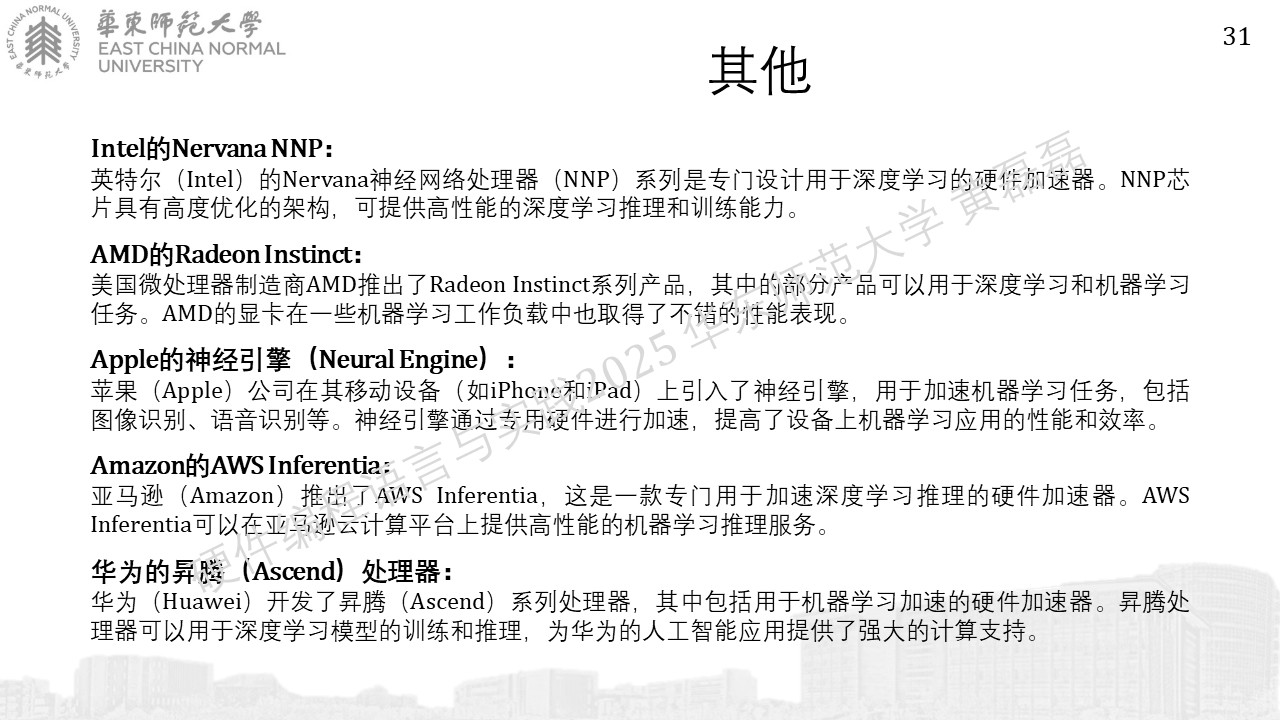 EAST CHINA NORMAL UNIVERSITY
華東師范大學
華東師范大學
EAST CHINA NORMAL
UNIVERSITY
31
其他
Intel的Nervana NNP：
英特尔（Intel）的Nervana神经网络处理器（NNP）系列是专门设计用于深度学习的硬件加速器。NNP芯
片具有高度优化的架构，可提供高性能的深度学习推理和训练能力。
AMD的Radeon Instinct：
美国微处理器制造商AMD推出了Radeon Instinct系列产品，其中的部分产品可以用于深度学习和机器学习
任务。AMD的显卡在一些机器学习工作负载中也取得了不错的性能表现。
Apple的神经引擎（Neural Engine）：
苹果（Apple）公司在其移动设备（如iPhone和iPad）上引入了神经引擎，用于加速机器学习任务，包括
图像识别、语音识别等。神经引擎通过专用硬件进行加速，提高了设备上机器学习应用的性能和效率。
Amazon的AWS Inferentia：
亚马逊（Amazon）推出了AWS Inferentia，这是一款专门用于加速深度学习推理的硬件加速器。AWS
Inferentia可以在亚马逊云计算平台上提供高性能的机器学习推理服务。
华为的昇腾（Ascend）处理器：
华为（Huawei）开发了昇腾（Ascend）系列处理器，其中包括用于机器学习加速的硬件加速器。昇腾处
理器可以用于深度学习模型的训练和推理，为华为的人工智能应用提供了强大的计算支持。
硬件编程语言与实践2025 华东师范大学 黄磊磊